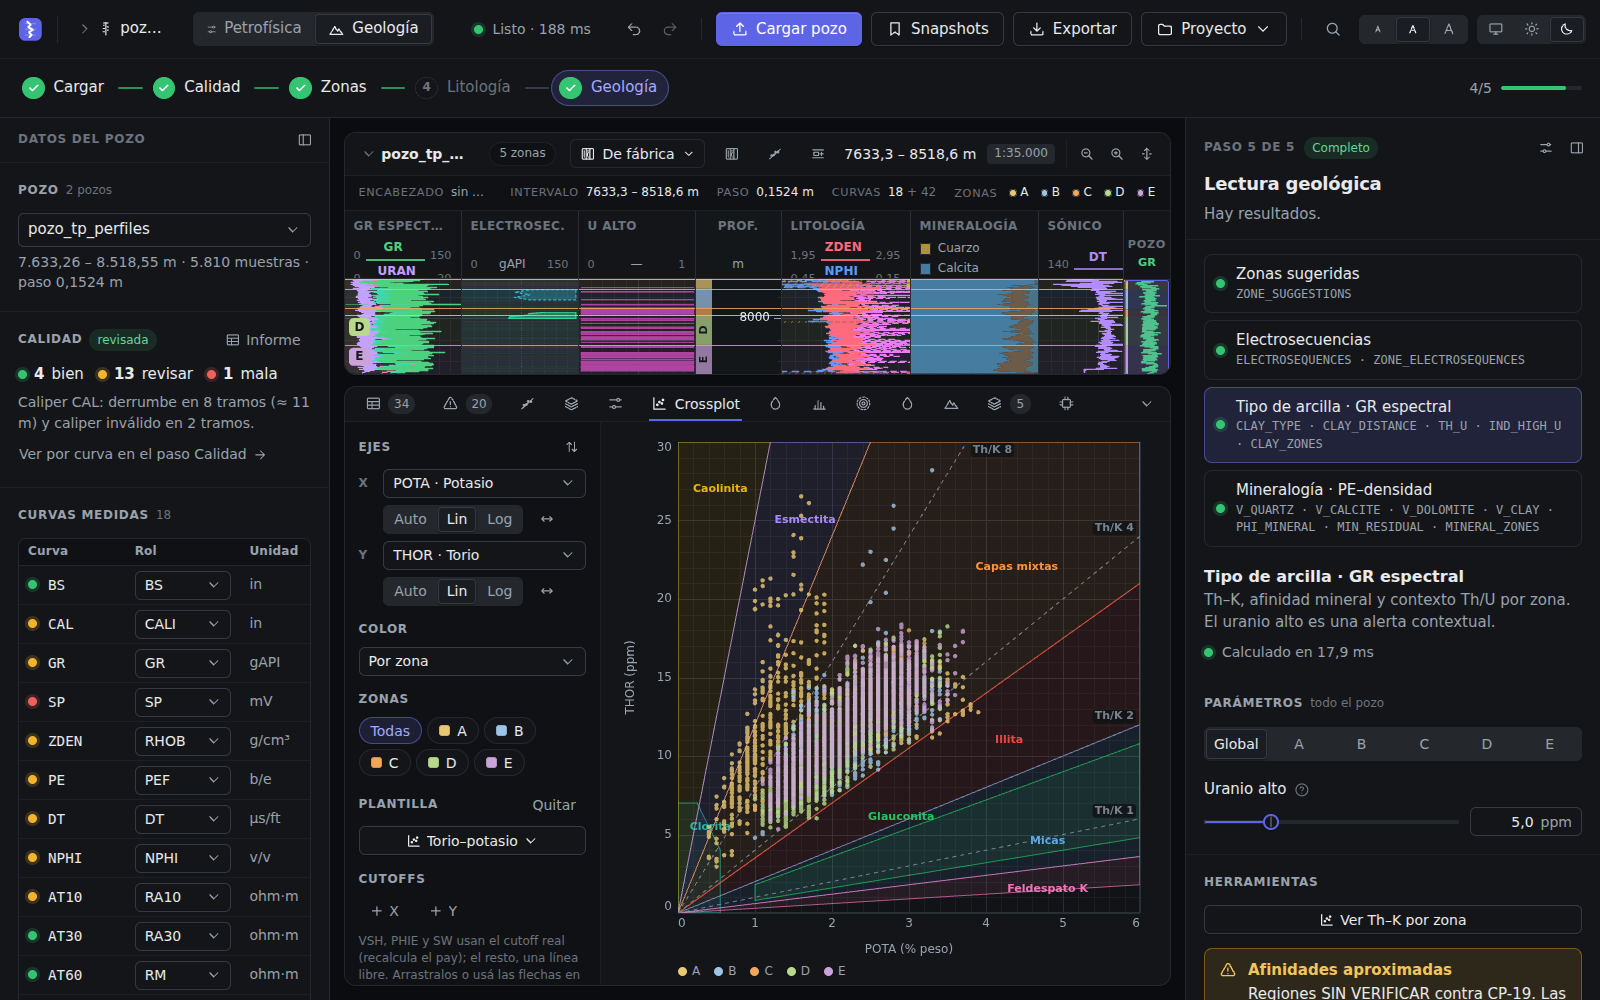 poz...
Petrofísica
Geología
Listo · 188 ms
Cargar pozo
Snapshots
Exportar
Proyecto
A
A
A
Cargar
Calidad
Zonas
4 Litología
Geología
4/5
DATOS DEL POZO
POZO 2 pozos
pozo_tp_perfiles
7.633,26 – 8.518,55 m · 5.810 muestras ·
paso 0,1524 m
CALIDAD revisada
Informe
4 bien 13 revisar 1 mala
Caliper CAL: derrumbe en 8 tramos (≈ 11
m) y caliper inválido en 2 tramos.
Ver por curva en el paso Calidad →
CURVAS MEDIDAS 18
Curva Rol Unidad
BS BS in
CAL CALI in
GR GR gAPI
SP SP mV
ZDEN RHOB g/cm³
PE PEF b/e
DT DT µs/ft
NPHI NPHI v/v
AT10 RA10 ohm·m
AT30 RA30 ohm·m
AT60 RM ohm·m
pozo_tp_...
5 zonas
De fábrica
7633,3 – 8518,6 m
1:35.000
ENCABEZADO sin ...
INTERVALO 7633,3 – 8518,6 m
PASO 0,1524 m
CURVAS 18 + 42
ZONAS A B C D E
GR ESPECT...
0 GR 150
URAN
ELECTROSEC.
0 gAPI 150
U ALTO
0 — 1
PROF.
m
LITOLOGÍA
1,95 ZDEN 2,95
0,45 NPHI -0,15
MINERALOGÍA
Cuarzo
Calcita
SÓNICO
140 DT
POZO
GR
D
E
8000
D
E
34
20
Crossplot
5
EJES
X POTA · Potasio
Auto Lin Log
Y THOR · Torio
Auto Lin Log
COLOR
Por zona
ZONAS
Todas A B
C D E
PLANTILLA Quitar
Torio–potasio
CUTOFFS
+ X + Y
VSH, PHIE y SW usan el cutoff real
(recalcula el pay); el resto, una línea
libre. Arrastralos o usá las flechas en
30
25
20
15
10
5
0
THOR (ppm)
0 1 2 3 4 5 6
POTA (% peso)
Caolinita
Esmectita
Capas mixtas
Illita
Glauconita
Clorita
Micas
Feldespato K
Th/K 8
Th/K 4
Th/K 2
Th/K 1
A B C D E
PASO 5 DE 5 Completo
Lectura geológica
Hay resultados.
Zonas sugeridas
ZONE_SUGGESTIONS
Electrosecuencias
ELECTROSEQUENCES · ZONE_ELECTROSEQUENCES
Tipo de arcilla · GR espectral
CLAY_TYPE · CLAY_DISTANCE · TH_U · IND_HIGH_U
· CLAY_ZONES
Mineralogía · PE–densidad
V_QUARTZ · V_CALCITE · V_DOLOMITE · V_CLAY ·
PHI_MINERAL · MIN_RESIDUAL · MINERAL_ZONES
Tipo de arcilla · GR espectral
Th–K, afinidad mineral y contexto Th/U por zona.
El uranio alto es una alerta contextual.
Calculado en 17,9 ms
PARÁMETROS todo el pozo
Global A B C D E
Uranio alto ?
5,0 ppm
HERRAMIENTAS
Ver Th–K por zona
Afinidades aproximadas
Regiones SIN VERIFICAR contra CP-19. Las